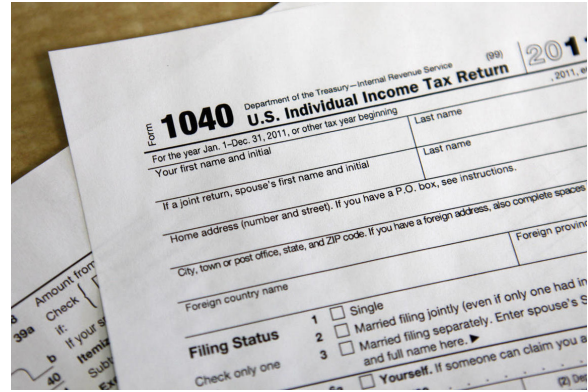 Form 1040 Department of the Treasury—Internal Revenue Service (99)
U.S. Individual Income Tax Return 201
For the year Jan. 1–Dec. 31, 2011, or other tax year beginning , 2011,
Your first name and initial Last name
If a joint return, spouse's first name and initial Last name
Home address (number and street). If you have a P.O. box, see instructions.
City, town or post office, state, and ZIP code. If you have a foreign address, also complete spaces
Foreign country name Foreign
Filing Status
Check only one
1 Single
2 Married filing jointly (even if only one had
3 Married filing separately. Enter spouse's
and full name here. ▶
Yourself. If someone can claim you
Amount from
39a Check
if:
b If your
40